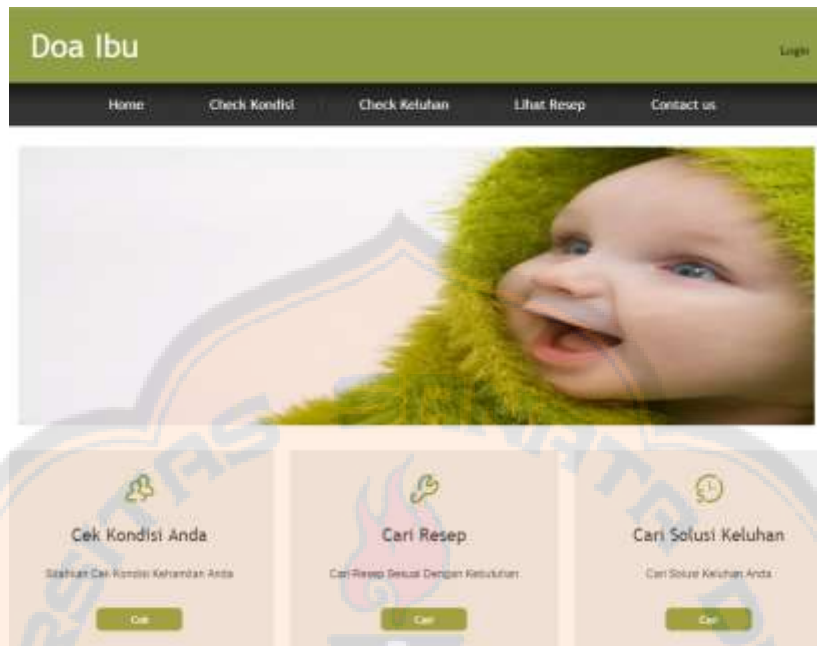 Doa Ibu
Login
Home Check Kondisi Check Keluhan Lihat Resep Contact us
Cek Kondisi Anda Cari Resep Cari Solusi Keluhan
Silahkan Cek Kondisi Kehamilan Anda Cari Resep Sesuai Dengan Kebutuhan Cari Solusi Keluhan Anda
Cek Cari Cari
SANATA